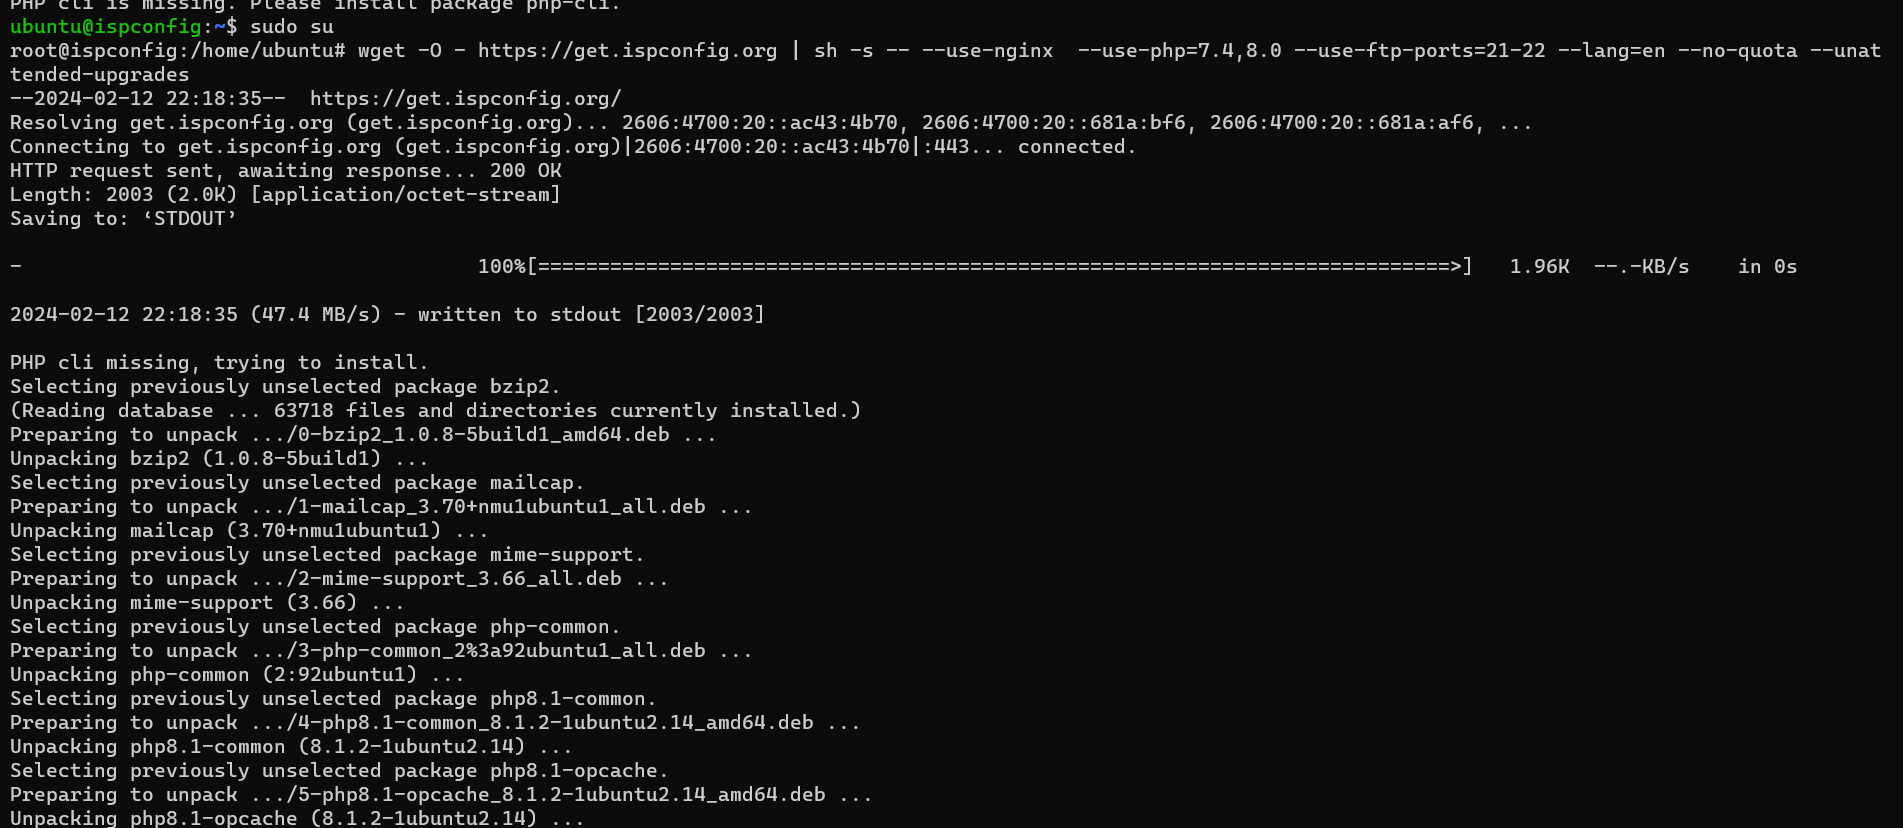 PHP cli is missing. Please install package php-cli.
ubuntu@ispconfig:~$ sudo su
root@ispconfig:/home/ubuntu# wget -O - https://get.ispconfig.org | sh -s -- --use-nginx  --use-php=7.4,8.0 --use-ftp-ports=21-22 --lang=en --no-quota --unat
tended-upgrades
--2024-02-12 22:18:35--  https://get.ispconfig.org/
Resolving get.ispconfig.org (get.ispconfig.org)... 2606:4700:20::ac43:4b70, 2606:4700:20::681a:bf6, 2606:4700:20::681a:af6, ...
Connecting to get.ispconfig.org (get.ispconfig.org)|2606:4700:20::ac43:4b70|:443... connected.
HTTP request sent, awaiting response... 200 OK
Length: 2003 (2.0K) [application/octet-stream]
Saving to: ‘STDOUT’
-                                      100%[============================================================================>]   1.96K  --.-KB/s    in 0s
2024-02-12 22:18:35 (47.4 MB/s) - written to stdout [2003/2003]
PHP cli missing, trying to install.
Selecting previously unselected package bzip2.
(Reading database ... 63718 files and directories currently installed.)
Preparing to unpack .../0-bzip2_1.0.8-5build1_amd64.deb ...
Unpacking bzip2 (1.0.8-5build1) ...
Selecting previously unselected package mailcap.
Preparing to unpack .../1-mailcap_3.70+nmu1ubuntu1_all.deb ...
Unpacking mailcap (3.70+nmu1ubuntu1) ...
Selecting previously unselected package mime-support.
Preparing to unpack .../2-mime-support_3.66_all.deb ...
Unpacking mime-support (3.66) ...
Selecting previously unselected package php-common.
Preparing to unpack .../3-php-common_2%3a92ubuntu1_all.deb ...
Unpacking php-common (2:92ubuntu1) ...
Selecting previously unselected package php8.1-common.
Preparing to unpack .../4-php8.1-common_8.1.2-1ubuntu2.14_amd64.deb ...
Unpacking php8.1-common (8.1.2-1ubuntu2.14) ...
Selecting previously unselected package php8.1-opcache.
Preparing to unpack .../5-php8.1-opcache_8.1.2-1ubuntu2.14_amd64.deb ...
Unpacking php8.1-opcache (8.1.2-1ubuntu2.14) ...